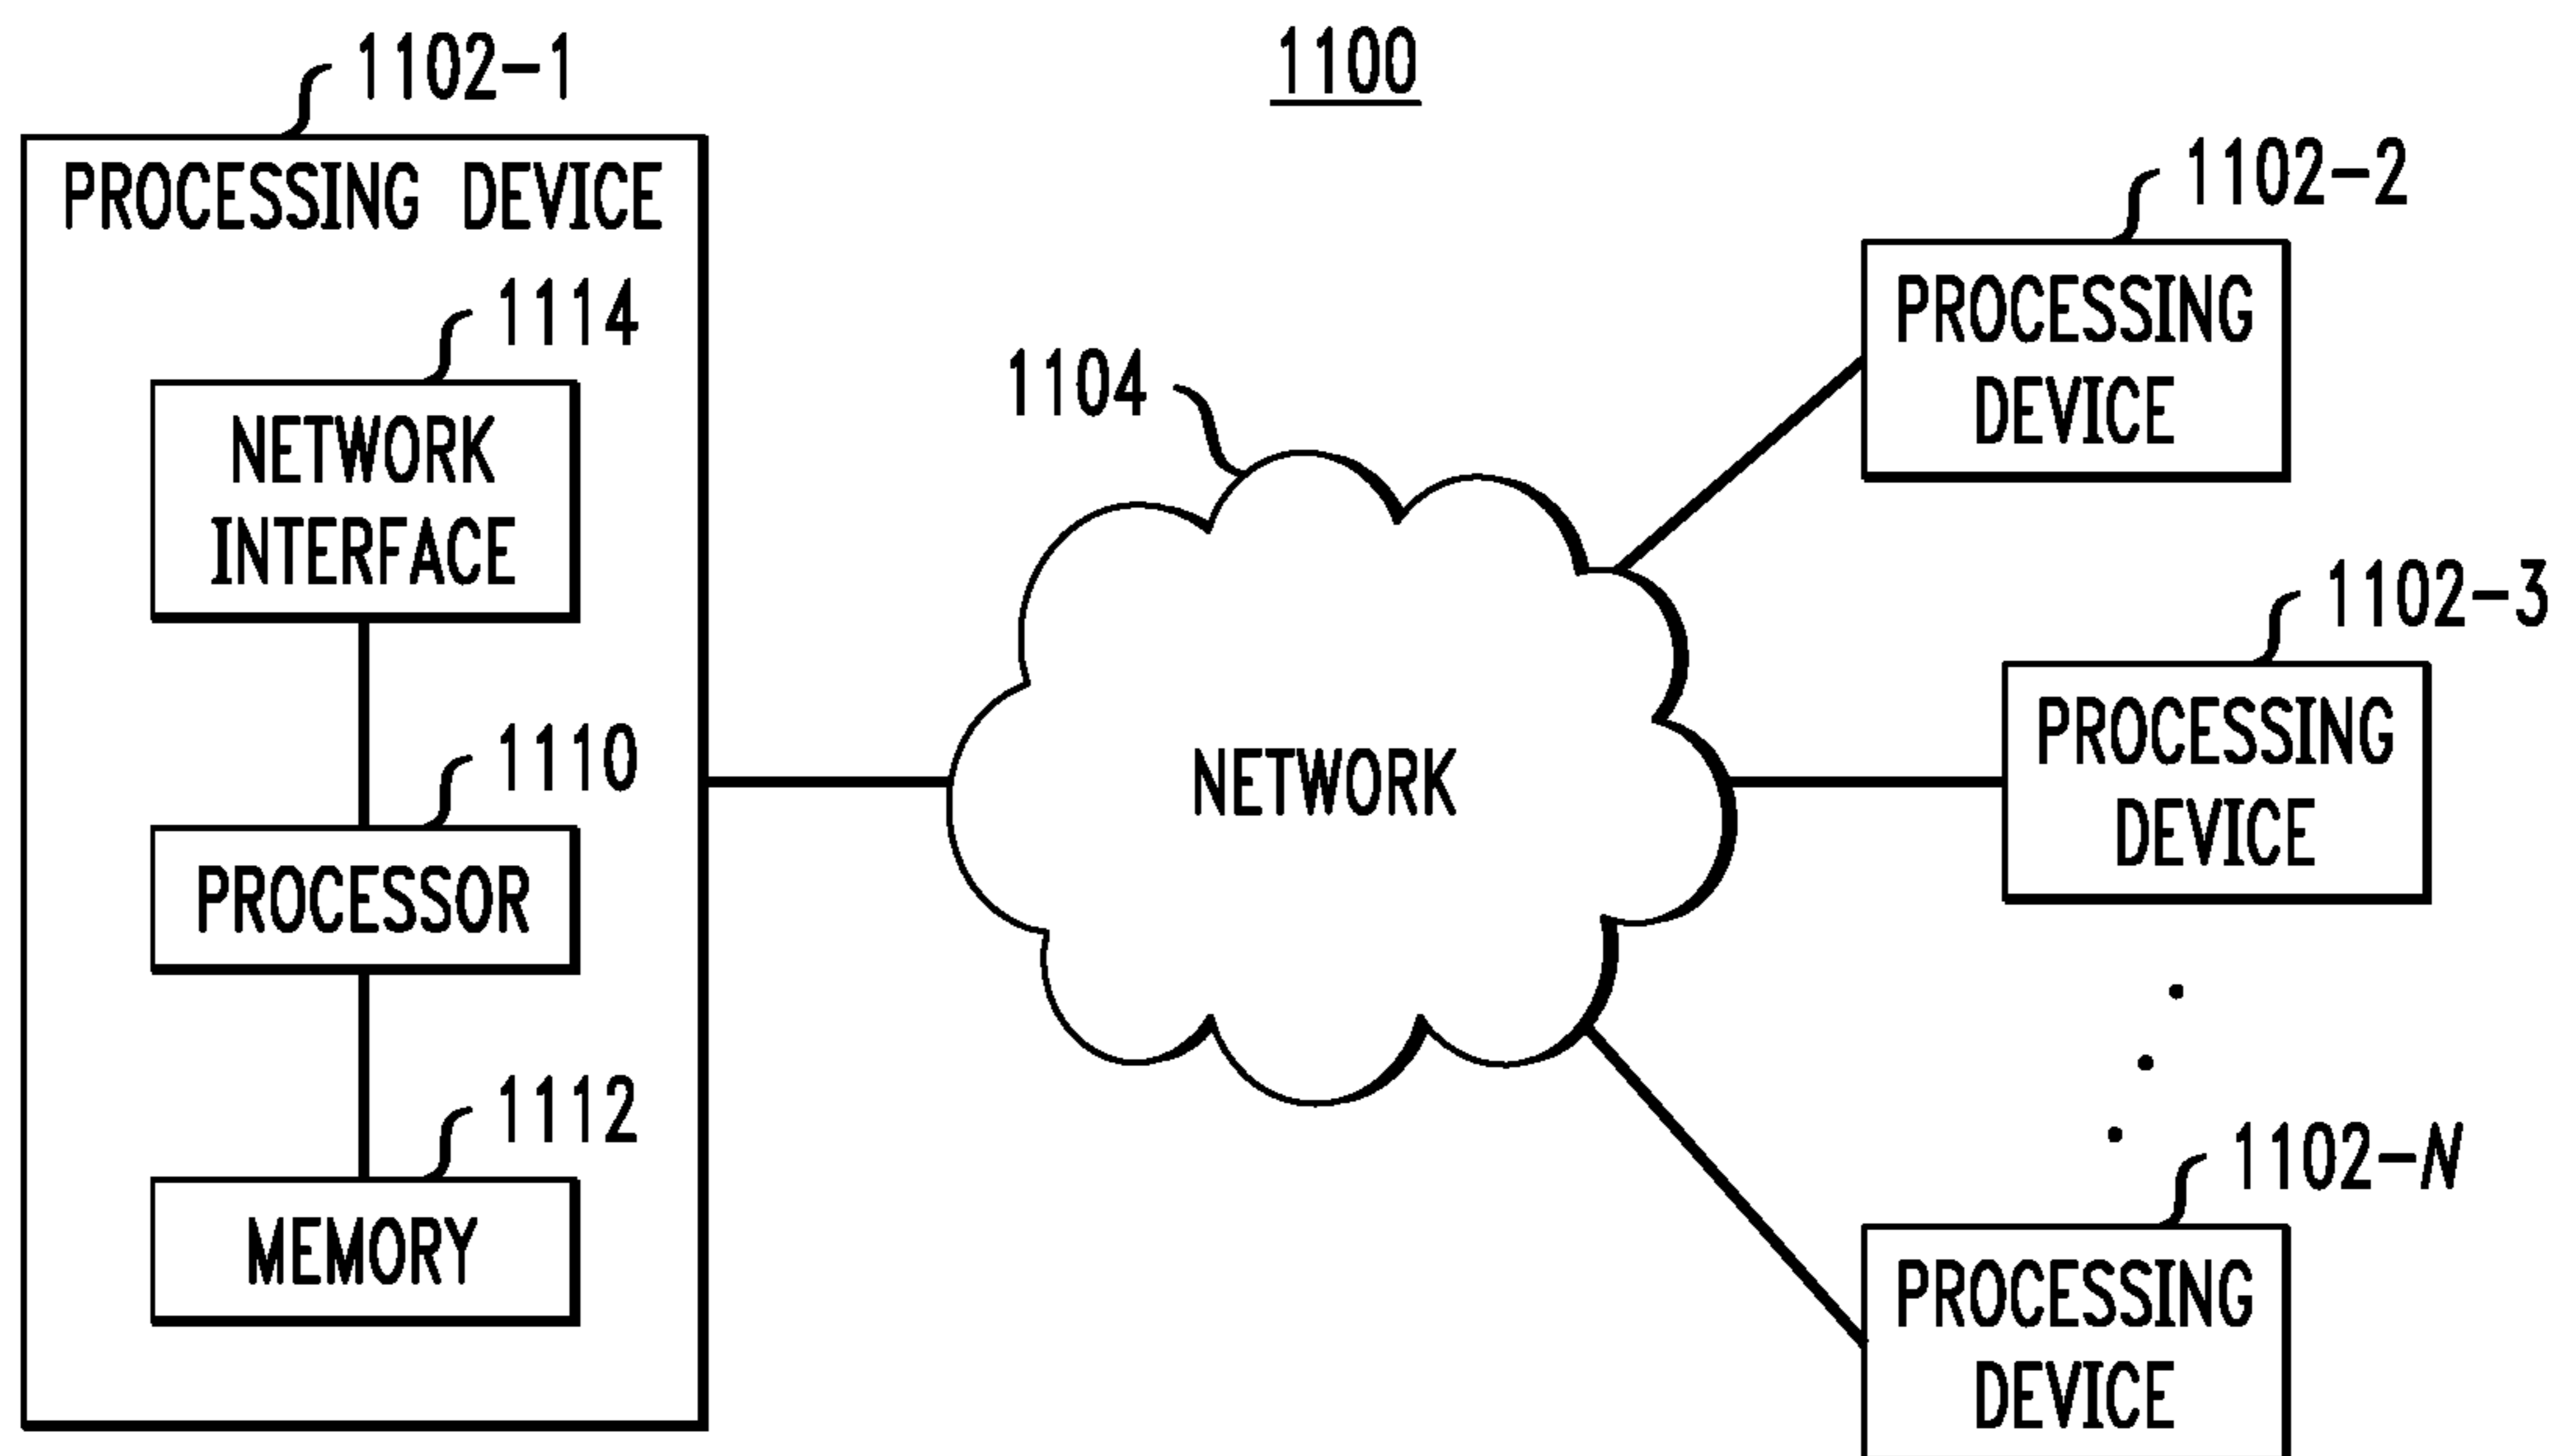 1100
1102-1
PROCESSING DEVICE
1114
NETWORK
INTERFACE
1110
PROCESSOR
1112
MEMORY
1104
NETWORK
1102-2
PROCESSING
DEVICE
1102-3
PROCESSING
DEVICE
1102-N
PROCESSING
DEVICE